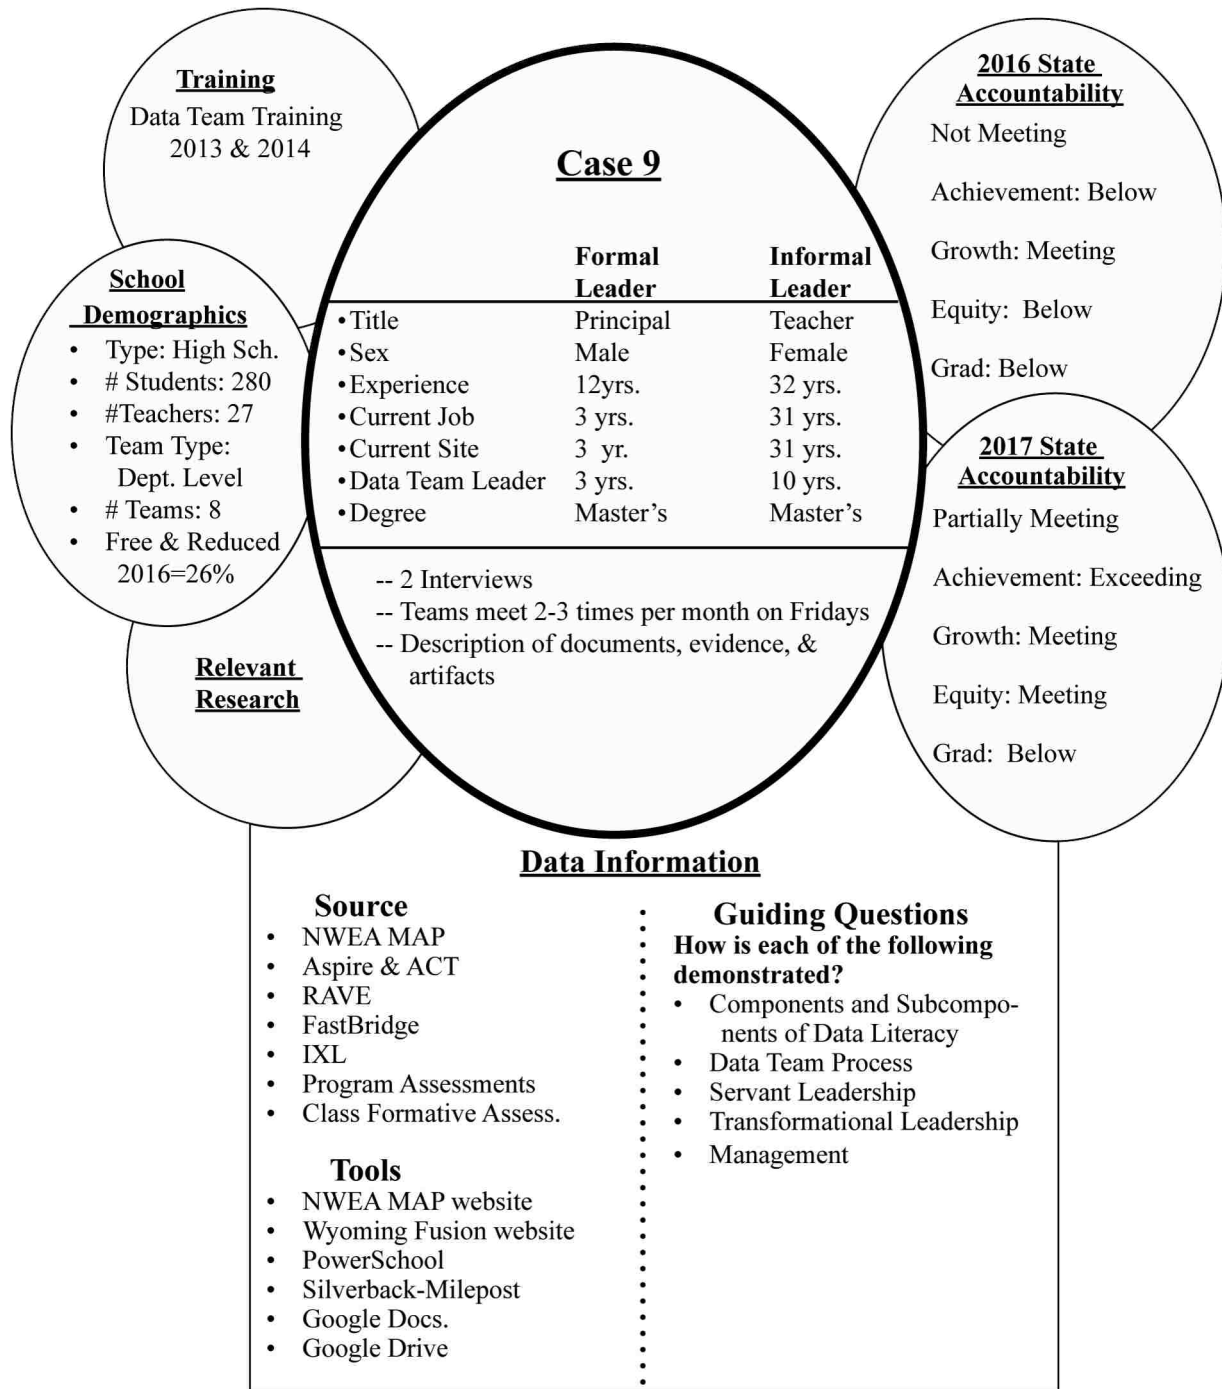 Training
Data Team Training
2013 & 2014
School
Demographics
• Type: High Sch.
• # Students: 280
• #Teachers: 27
• Team Type:
Dept. Level
• # Teams: 8
• Free & Reduced
2016=26%
Relevant
Research
Case 9
Formal Informal
Leader Leader
•Title Principal Teacher
•Sex Male Female
•Experience 12yrs. 32 yrs.
•Current Job 3 yrs. 31 yrs.
•Current Site 3 yr. 31 yrs.
•Data Team Leader 3 yrs. 10 yrs.
•Degree Master’s Master’s
-- 2 Interviews
-- Teams meet 2-3 times per month on Fridays
-- Description of documents, evidence, &
artifacts
2016 State
Accountability
Not Meeting
Achievement: Below
Growth: Meeting
Equity: Below
Grad: Below
2017 State
Accountability
Partially Meeting
Achievement: Exceeding
Growth: Meeting
Equity: Meeting
Grad: Below
Data Information
Source
• NWEA MAP
• Aspire & ACT
• RAVE
• FastBridge
• IXL
• Program Assessments
• Class Formative Assess.
Tools
• NWEA MAP website
• Wyoming Fusion website
• PowerSchool
• Silverback-Milepost
• Google Docs.
• Google Drive
Guiding Questions
How is each of the following
demonstrated?
• Components and Subcompo-
nents of Data Literacy
• Data Team Process
• Servant Leadership
• Transformational Leadership
• Management